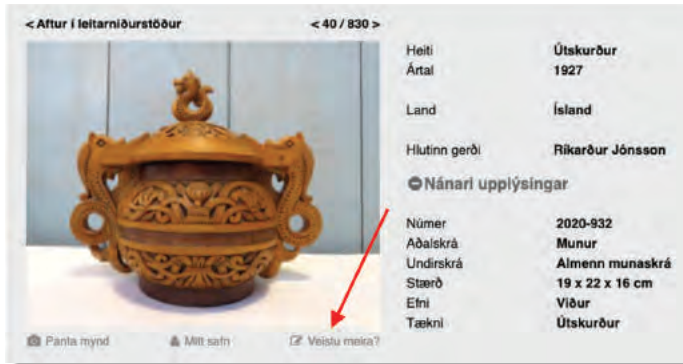 < Aftur í leitarniðurstöður
< 40 / 830 >
Heiti Útskurður
Ártal 1927
Land Ísland
Hlutinn gerði Ríkarður Jónsson
Nánari upplýsingar
Númer 2020-932
Aðalskrá Munur
Undirskrá Almenn munaskrá
Stærð 19 x 22 x 16 cm
Efni Viður
Tækni Útskurður
Panta mynd
Mitt safn
Veistu meira?